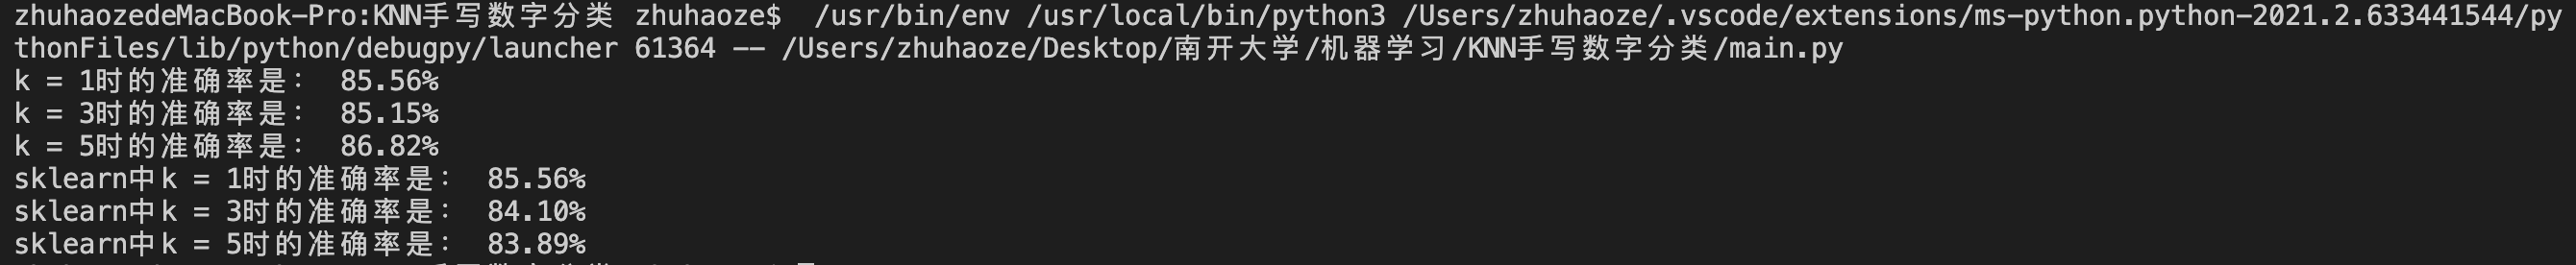 zhuhaozedeMacBook-Pro:KNN手写数字分类 zhuhaoze$  /usr/bin/env /usr/local/bin/python3 /Users/zhuhaoze/.vscode/extensions/ms-python.python-2021.2.633441544/py
thonFiles/lib/python/debugpy/launcher 61364 -- /Users/zhuhaoze/Desktop/南开大学/机器学习/KNN手写数字分类/main.py
k = 1时的准确率是： 85.56%
k = 3时的准确率是： 85.15%
k = 5时的准确率是： 86.82%
sklearn中k = 1时的准确率是： 85.56%
sklearn中k = 3时的准确率是： 84.10%
sklearn中k = 5时的准确率是： 83.89%